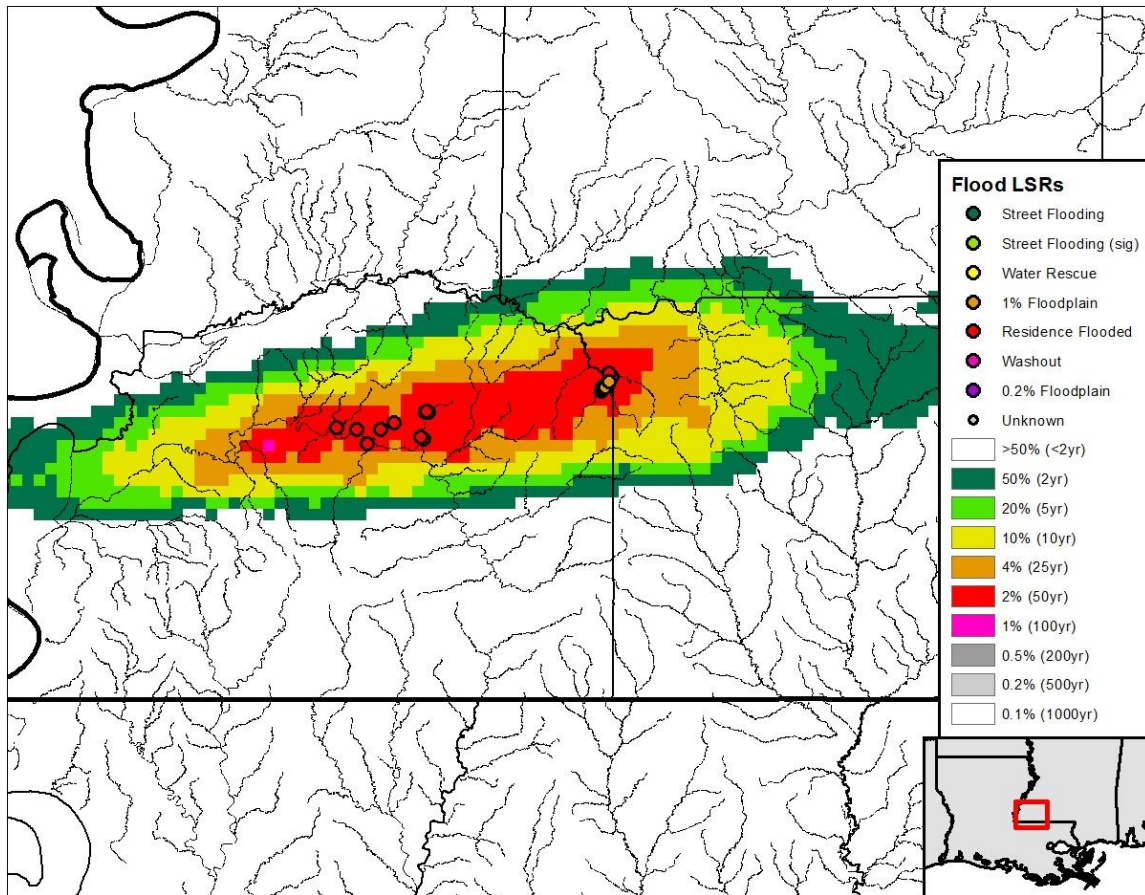 Flood LSRs
Street Flooding
Street Flooding (sig)
Water Rescue
1% Floodplain
Residence Flooded
Washout
0.2% Floodplain
Unknown
>50% (<2yr)
50% (2yr)
20% (5yr)
10% (10yr)
4% (25yr)
2% (50yr)
1% (100yr)
0.5% (200yr)
0.2% (500yr)
0.1% (1000yr)